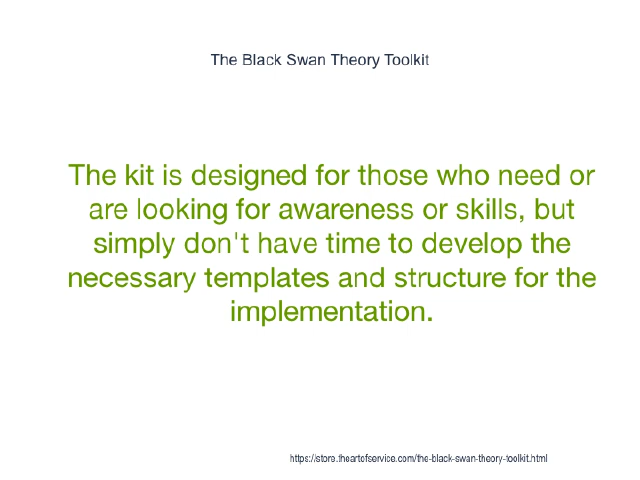 The Black Swan Theory Toolkit
The kit is designed for those who need or
are looking for awareness or skills, but
simply don't have time to develop the
necessary templates and structure for the
implementation.
https://store.theartofservice.com/the-black-swan-theory-toolkit.html